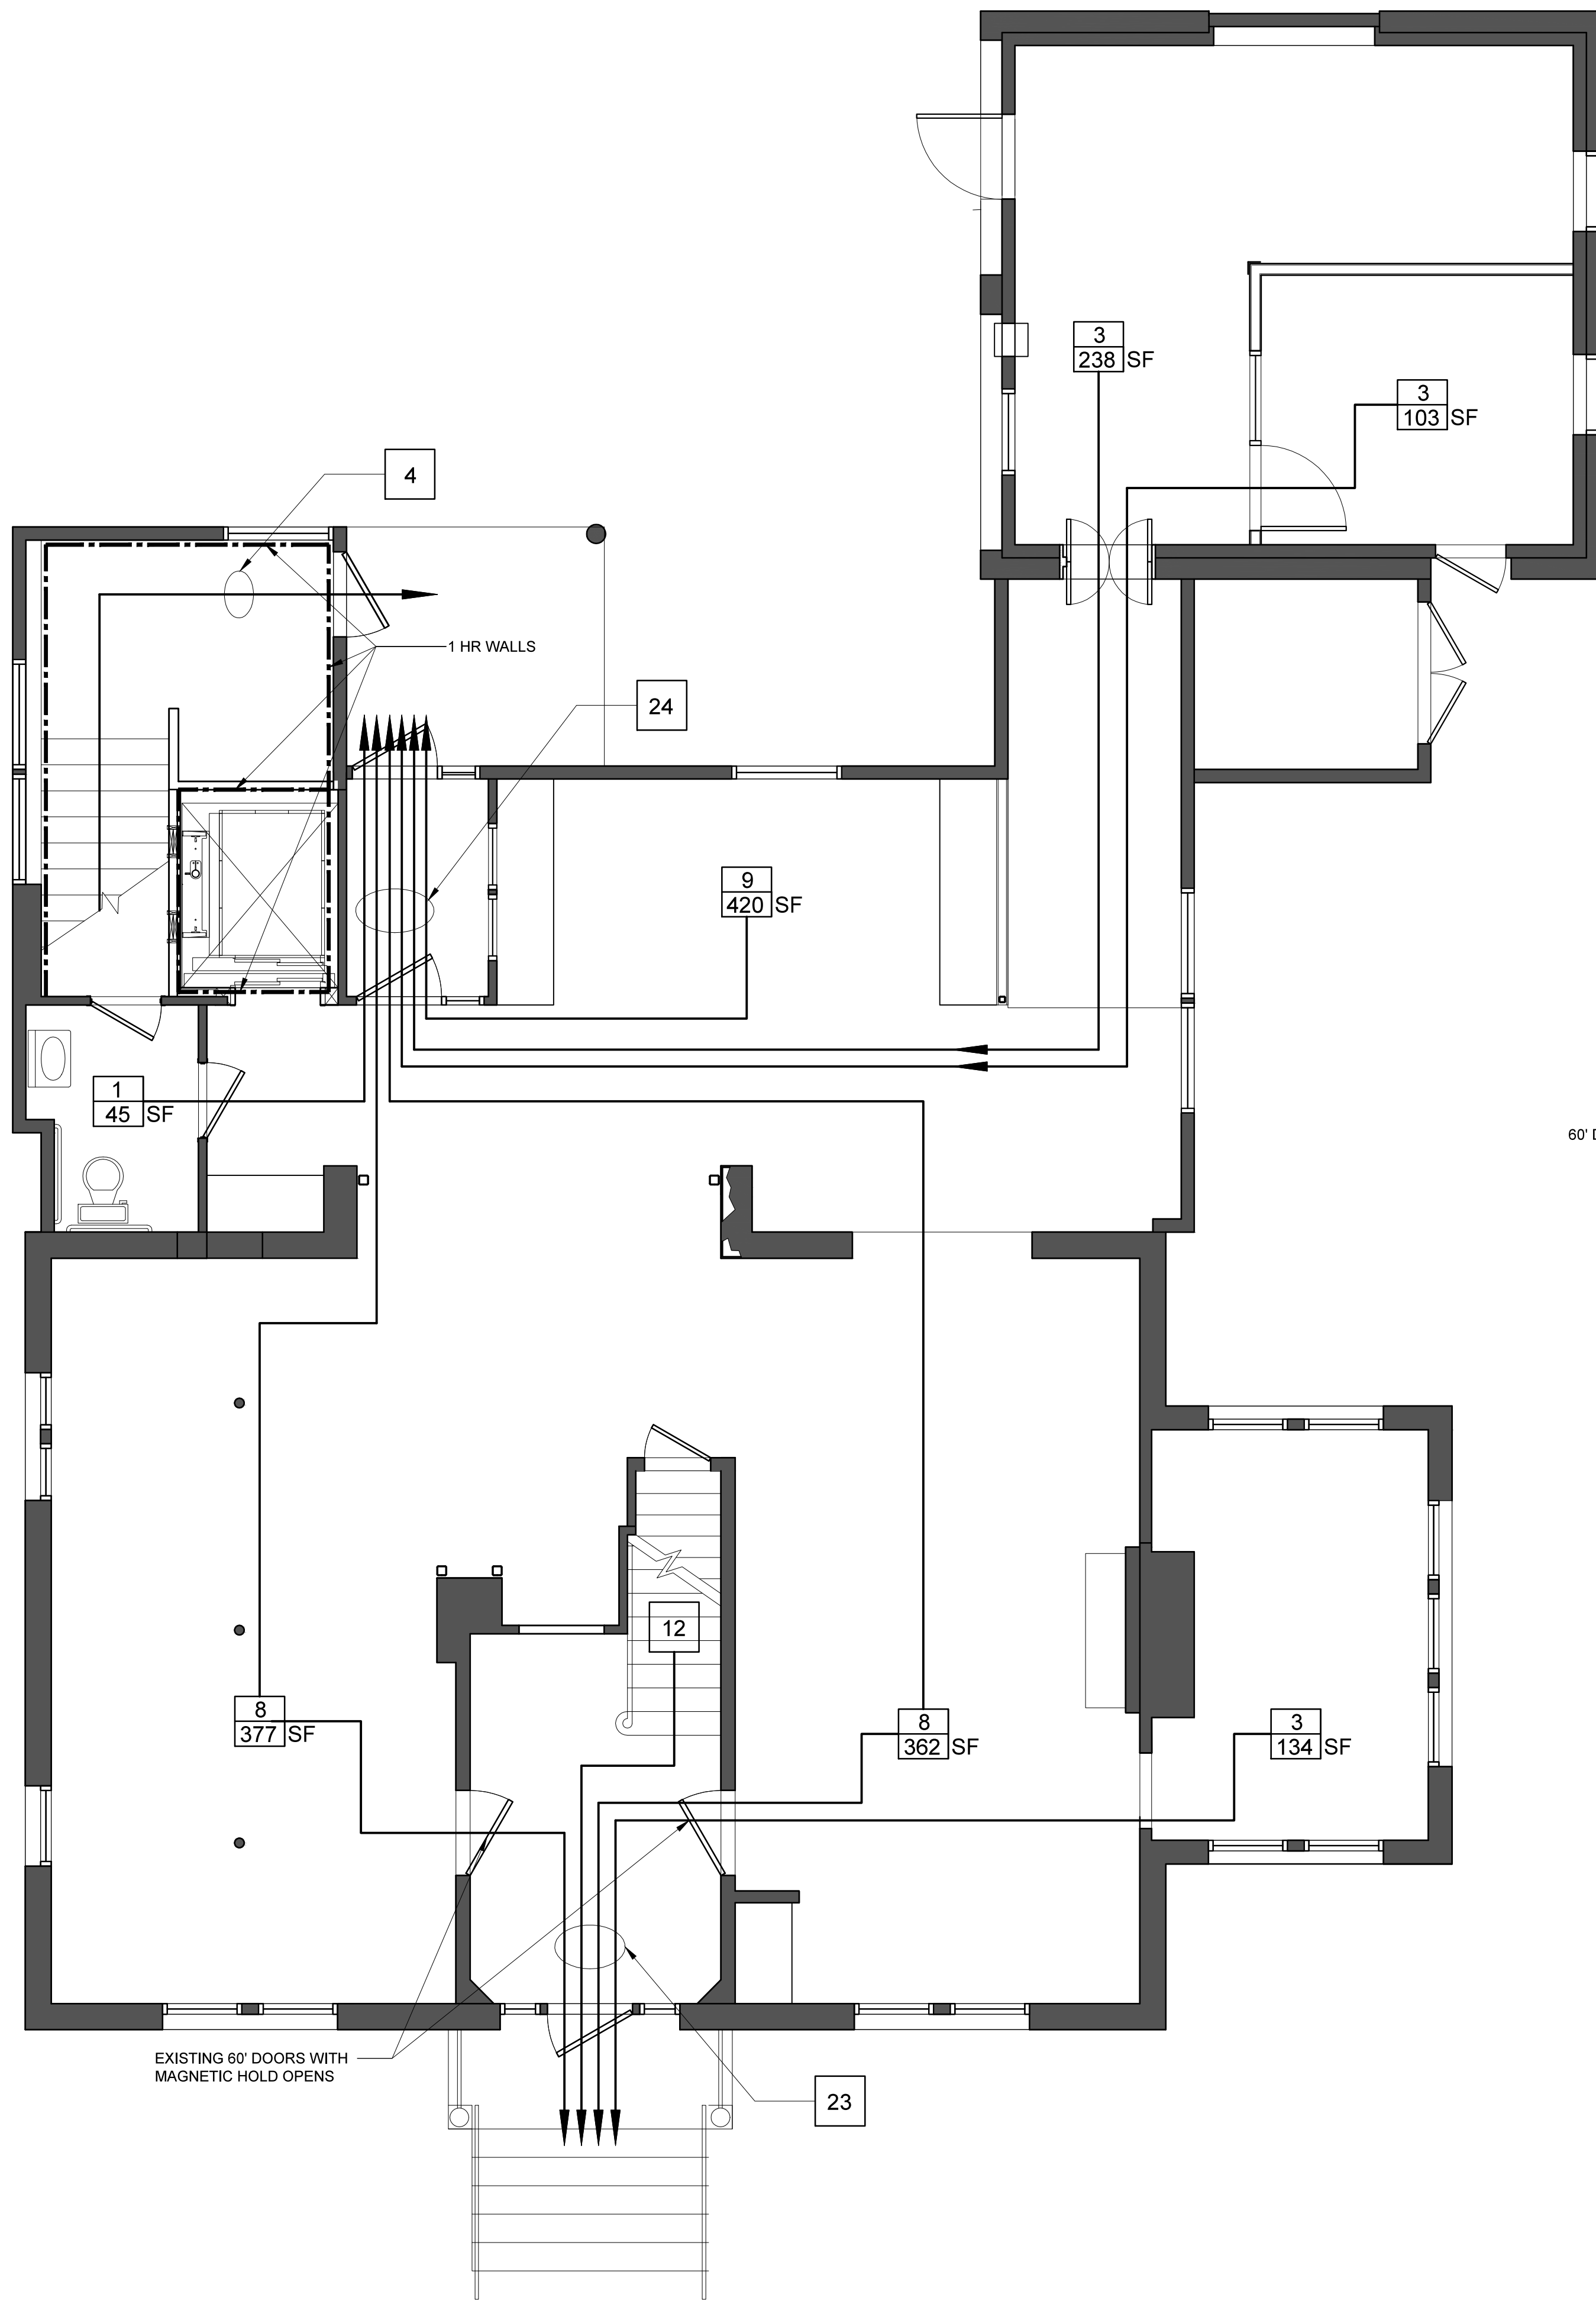 3
238 SF
3
103 SF
4
1 HR WALLS
24
9
420 SF
1
45 SF
60' D
12
8
377 SF
8
362 SF
3
134 SF
EXISTING 60' DOORS WITH
MAGNETIC HOLD OPENS
23